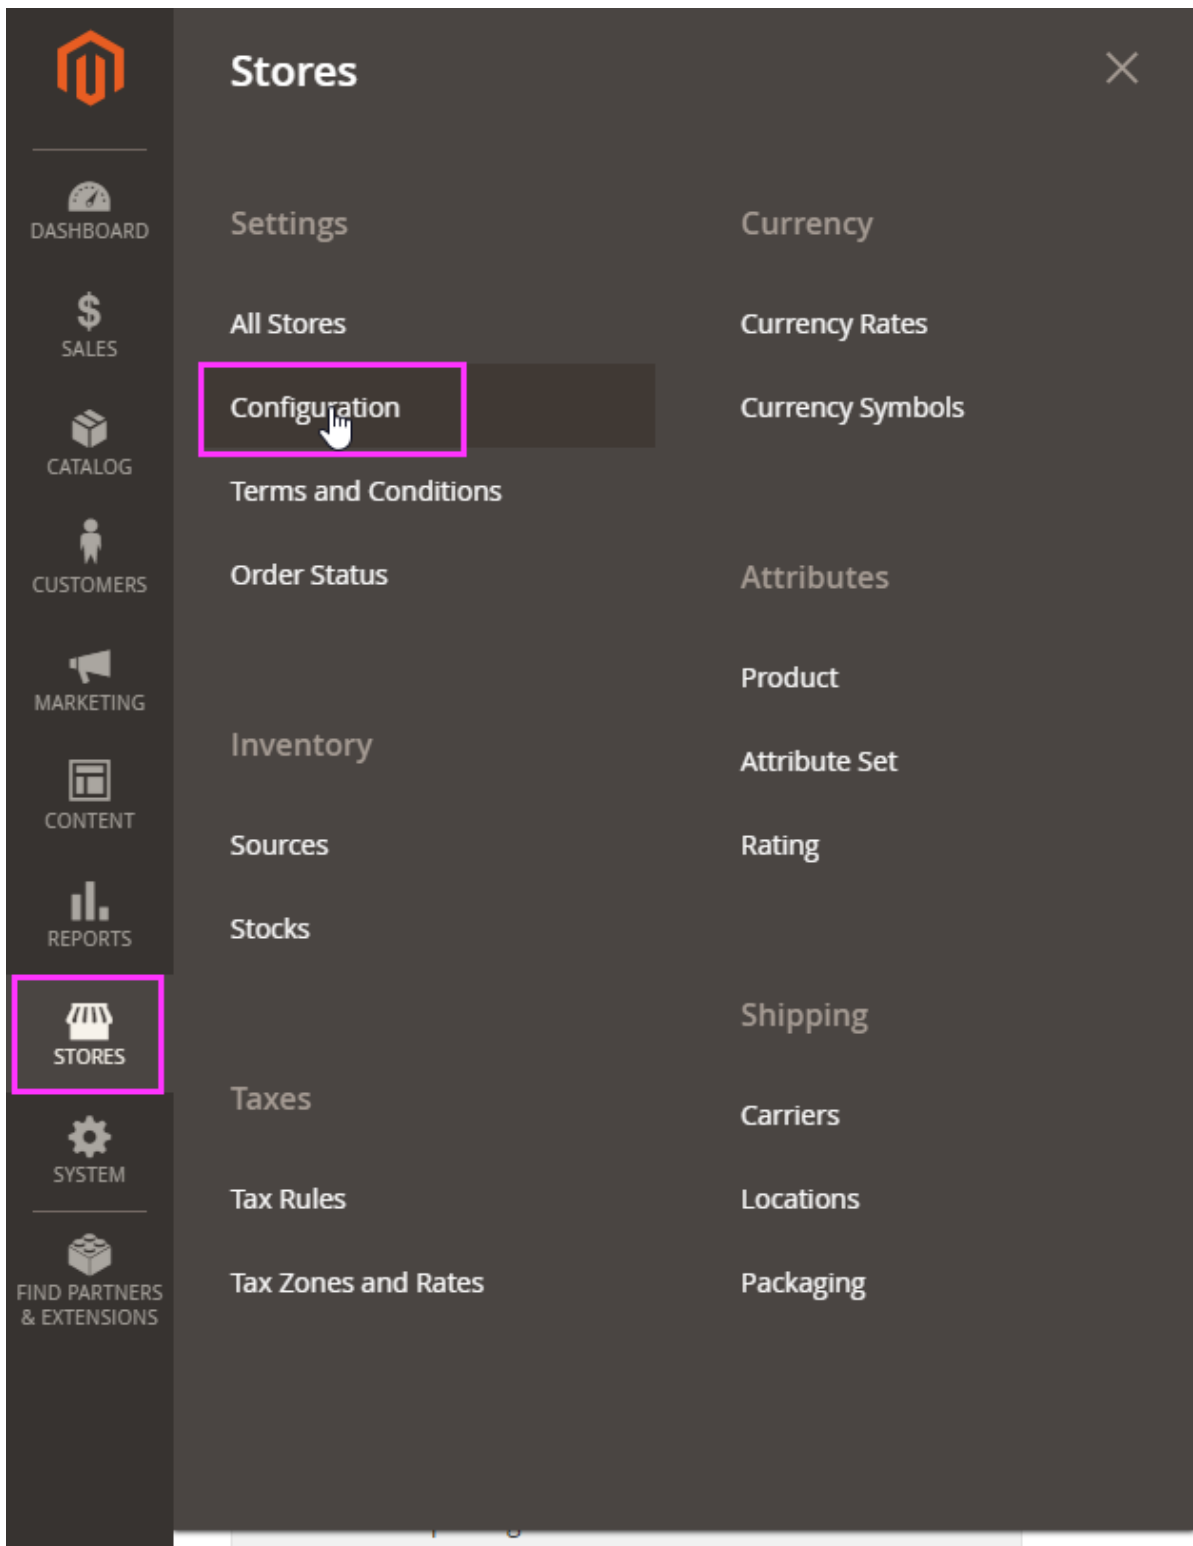 Stores
DASHBOARD
SALES
CATALOG
CUSTOMERS
MARKETING
CONTENT
REPORTS
STORES
SYSTEM
FIND PARTNERS
& EXTENSIONS
Settings
All Stores
Configuration
Terms and Conditions
Order Status
Inventory
Sources
Stocks
Taxes
Tax Rules
Tax Zones and Rates
Currency
Currency Rates
Currency Symbols
Attributes
Product
Attribute Set
Rating
Shipping
Carriers
Locations
Packaging